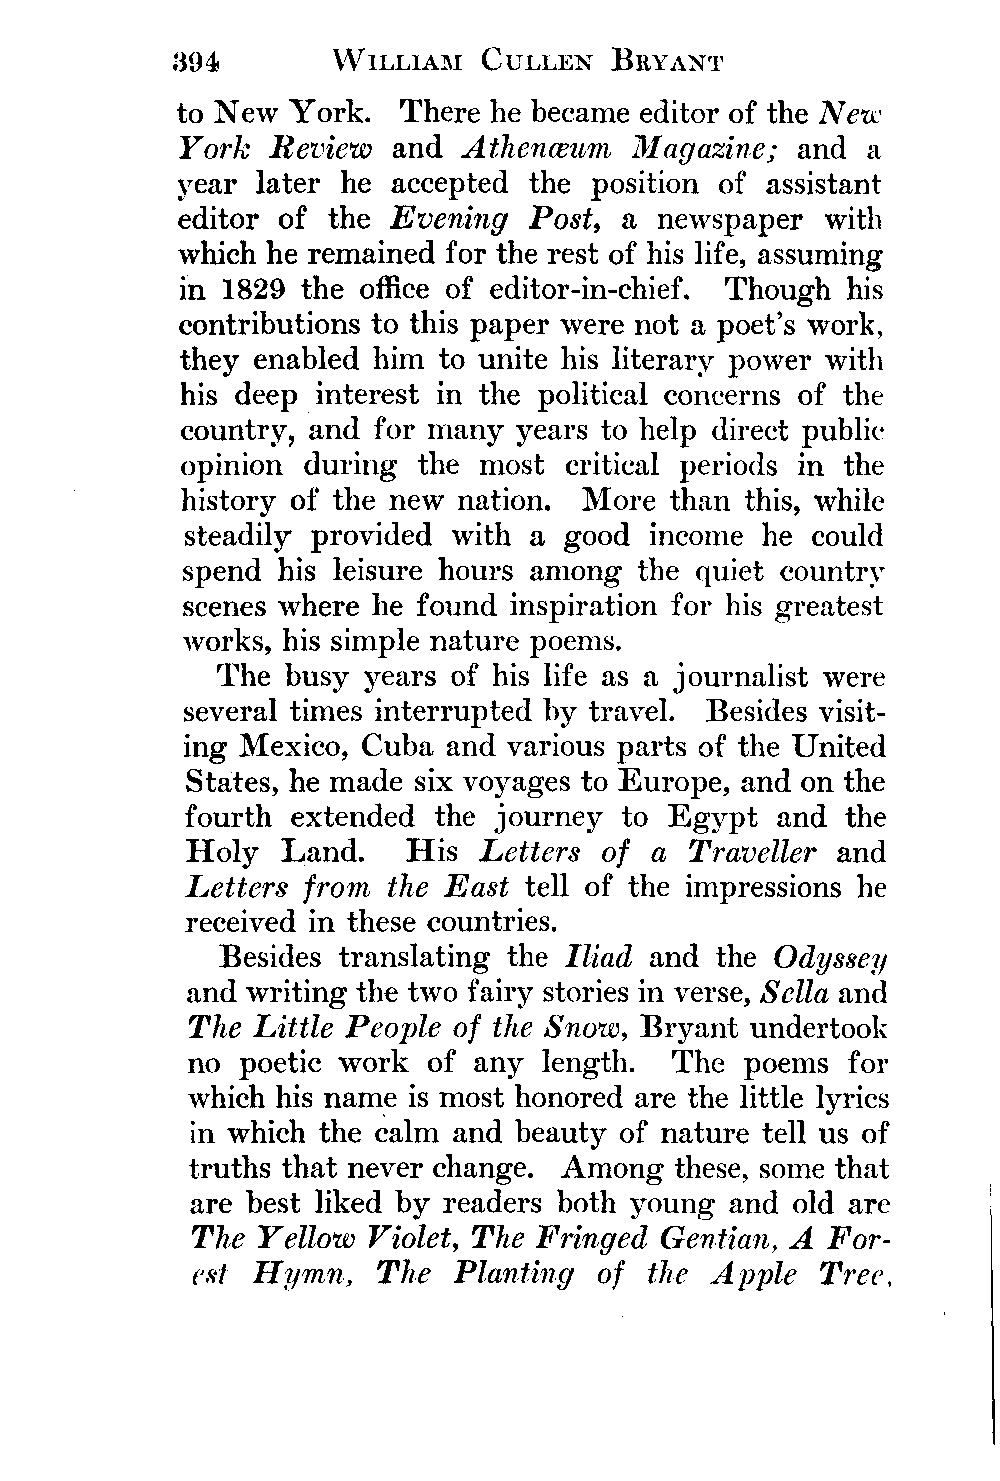 394 WILLIAM CULLEN BRYANT
to New York. There he became editor of the New
York Review and Athenœum Magazine; and a
year later he accepted the position of assistant
editor of the Evening Post, a newspaper with
which he remained for the rest of his life, assuming
in 1829 the office of editor-in-chief. Though his
contributions to this paper were not a poet's work,
they enabled him to unite his literary power with
his deep interest in the political concerns of the
country, and for many years to help direct public
opinion during the most critical periods in the
history of the new nation. More than this, while
steadily provided with a good income he could
spend his leisure hours among the quiet country
scenes where he found inspiration for his greatest
works, his simple nature poems.
The busy years of his life as a journalist were
several times interrupted by travel. Besides visit-
ing Mexico, Cuba and various parts of the United
States, he made six voyages to Europe, and on the
fourth extended the journey to Egypt and the
Holy Land. His Letters of a Traveller and
Letters from the East tell of the impressions he
received in these countries.
Besides translating the Iliad and the Odyssey
and writing the two fairy stories in verse, Sella and
The Little People of the Snow, Bryant undertook
no poetic work of any length. The poems for
which his name is most honored are the little lyrics
in which the calm and beauty of nature tell us of
truths that never change. Among these, some that
are best liked by readers both young and old are
The Yellow Violet, The Fringed Gentian, A For-
est Hymn, The Planting of the Apple Tree,